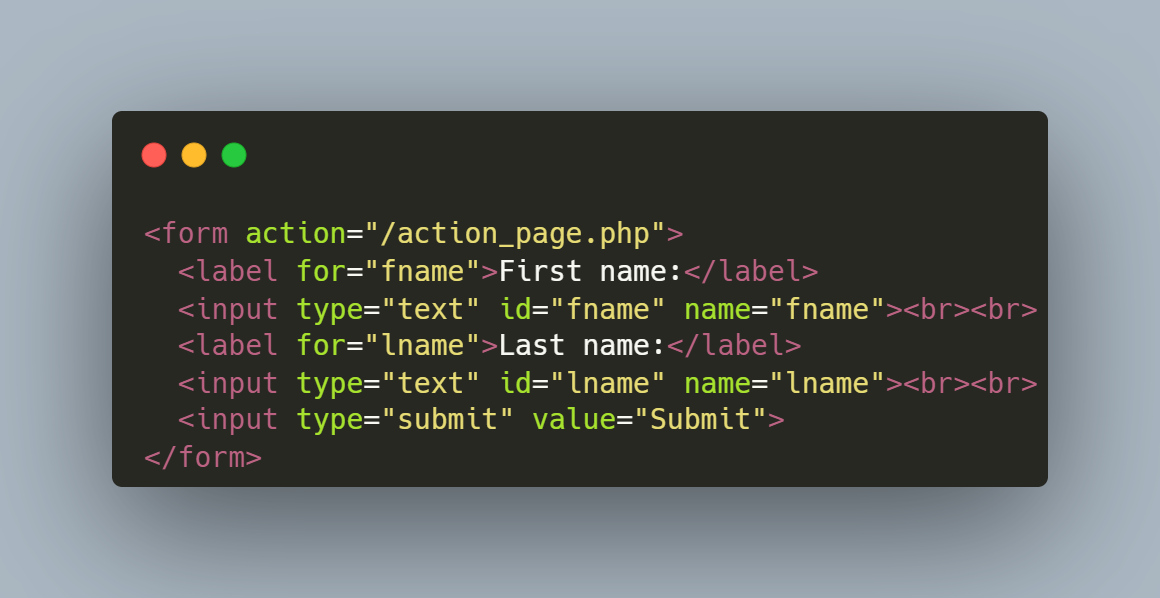 <form action="/action_page.php">
  <label for="fname">First name:</label>
  <input type="text" id="fname" name="fname"><br><br>
  <label for="lname">Last name:</label>
  <input type="text" id="lname" name="lname"><br><br>
  <input type="submit" value="Submit">
</form>